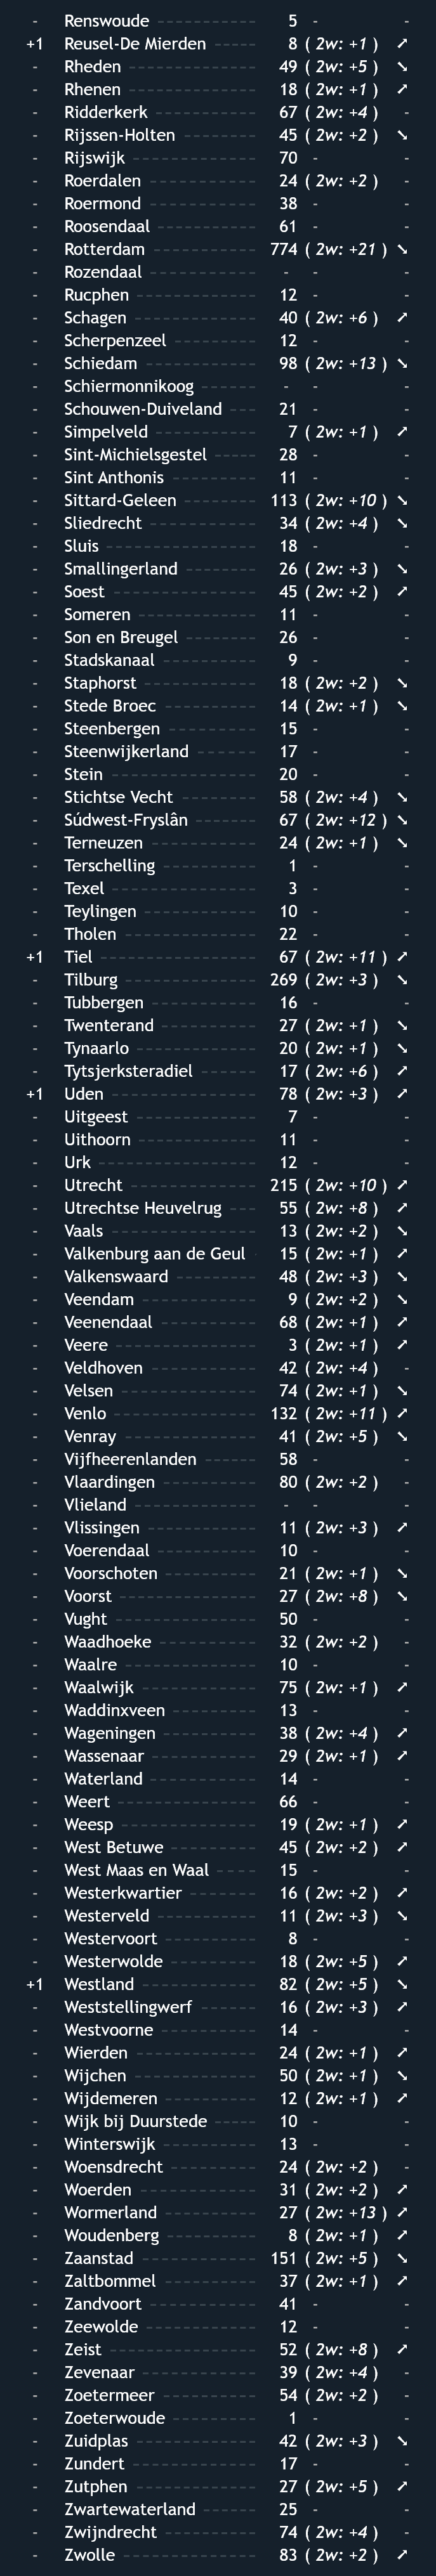 - Renswoude 5 - -
+1 Reusel-De Mierden 8 ( 2w: +1 ) ➚
- Rheden 49 ( 2w: +5 ) ➘
- Rhenen 18 ( 2w: +1 ) ➚
- Ridderkerk 67 ( 2w: +4 ) -
- Rijssen-Holten 45 ( 2w: +2 ) ➘
- Rijswijk 70 - -
- Roerdalen 24 ( 2w: +2 ) -
- Roermond 38 - -
- Roosendaal 61 - -
- Rotterdam 774 ( 2w: +21 ) ➘
- Rozendaal - - -
- Rucphen 12 - -
- Schagen 40 ( 2w: +6 ) ➚
- Scherpenzeel 12 - -
- Schiedam 98 ( 2w: +13 ) ➘
- Schiermonnikoog - - -
- Schouwen-Duiveland 21 - -
- Simpelveld 7 ( 2w: +1 ) ➚
- Sint-Michielsgestel 28 - -
- Sint Anthonis 11 - -
- Sittard-Geleen 113 ( 2w: +10 ) ➘
- Sliedrecht 34 ( 2w: +4 ) ➘
- Sluis 18 - -
- Smallingerland 26 ( 2w: +3 ) ➘
- Soest 45 ( 2w: +2 ) ➚
- Someren 11 - -
- Son en Breugel 26 - -
- Stadskanaal 9 - -
- Staphorst 18 ( 2w: +2 ) ➘
- Stede Broec 14 ( 2w: +1 ) ➘
- Steenbergen 15 - -
- Steenwijkerland 17 - -
- Stein 20 - -
- Stichtse Vecht 58 ( 2w: +4 ) ➘
- Súdwest-Fryslân 67 ( 2w: +12 ) ➘
- Terneuzen 24 ( 2w: +1 ) ➘
- Terschelling 1 - -
- Texel 3 - -
- Teylingen 10 - -
- Tholen 22 - -
+1 Tiel 67 ( 2w: +11 ) ➚
- Tilburg 269 ( 2w: +3 ) ➘
- Tubbergen 16 - -
- Twenterand 27 ( 2w: +1 ) ➘
- Tynaarlo 20 ( 2w: +1 ) ➘
- Tytsjerksteradiel 17 ( 2w: +6 ) ➚
+1 Uden 78 ( 2w: +3 ) ➚
- Uitgeest 7 - -
- Uithoorn 11 - -
- Urk 12 - -
- Utrecht 215 ( 2w: +10 ) ➚
- Utrechtse Heuvelrug 55 ( 2w: +8 ) ➚
- Vaals 13 ( 2w: +2 ) ➘
- Valkenburg aan de Geul 15 ( 2w: +1 ) ➚
- Valkenswaard 48 ( 2w: +3 ) ➘
- Veendam 9 ( 2w: +2 ) ➘
- Veenendaal 68 ( 2w: +1 ) ➚
- Veere 3 ( 2w: +1 ) ➚
- Veldhoven 42 ( 2w: +4 ) -
- Velsen 74 ( 2w: +1 ) ➘
- Venlo 132 ( 2w: +11 ) ➚
- Venray 41 ( 2w: +5 ) ➘
- Vijfheerenlanden 58 - -
- Vlaardingen 80 ( 2w: +2 ) -
- Vlieland - - -
- Vlissingen 11 ( 2w: +3 ) ➚
- Voerendaal 10 - -
- Voorschoten 21 ( 2w: +1 ) ➘
- Voorst 27 ( 2w: +8 ) ➘
- Vught 50 - -
- Waadhoeke 32 ( 2w: +2 ) -
- Waalre 10 - -
- Waalwijk 75 ( 2w: +1 ) ➚
- Waddinxveen 13 - -
- Wageningen 38 ( 2w: +4 ) ➚
- Wassenaar 29 ( 2w: +1 ) ➚
- Waterland 14 - -
- Weert 66 - -
- Weesp 19 ( 2w: +1 ) ➚
- West Betuwe 45 ( 2w: +2 ) ➚
- West Maas en Waal 15 - -
- Westerkwartier 16 ( 2w: +2 ) ➚
- Westerveld 11 ( 2w: +3 ) ➘
- Westervoort 8 - -
- Westerwolde 18 ( 2w: +5 ) ➚
+1 Westland 82 ( 2w: +5 ) ➘
- Weststellingwerf 16 ( 2w: +3 ) ➚
- Westvoorne 14 - -
- Wierden 24 ( 2w: +1 ) ➚
- Wijchen 50 ( 2w: +1 ) ➘
- Wijdemeren 12 ( 2w: +1 ) ➚
- Wijk bij Duurstede 10 - -
- Winterswijk 13 - -
- Woensdrecht 24 ( 2w: +2 ) -
- Woerden 31 ( 2w: +2 ) ➚
- Wormerland 27 ( 2w: +13 ) ➚
- Woudenberg 8 ( 2w: +1 ) ➚
- Zaanstad 151 ( 2w: +5 ) ➘
- Zaltbommel 37 ( 2w: +1 ) ➚
- Zandvoort 41 - -
- Zeewolde 12 - -
- Zeist 52 ( 2w: +8 ) ➚
- Zevenaar 39 ( 2w: +4 ) -
- Zoetermeer 54 ( 2w: +2 ) -
- Zoeterwoude 1 - -
- Zuidplas 42 ( 2w: +3 ) ➘
- Zundert 17 - -
- Zutphen 27 ( 2w: +5 ) ➚
- Zwartewaterland 25 - -
- Zwijndrecht 74 ( 2w: +4 ) -
- Zwolle 83 ( 2w: +2 ) ➚